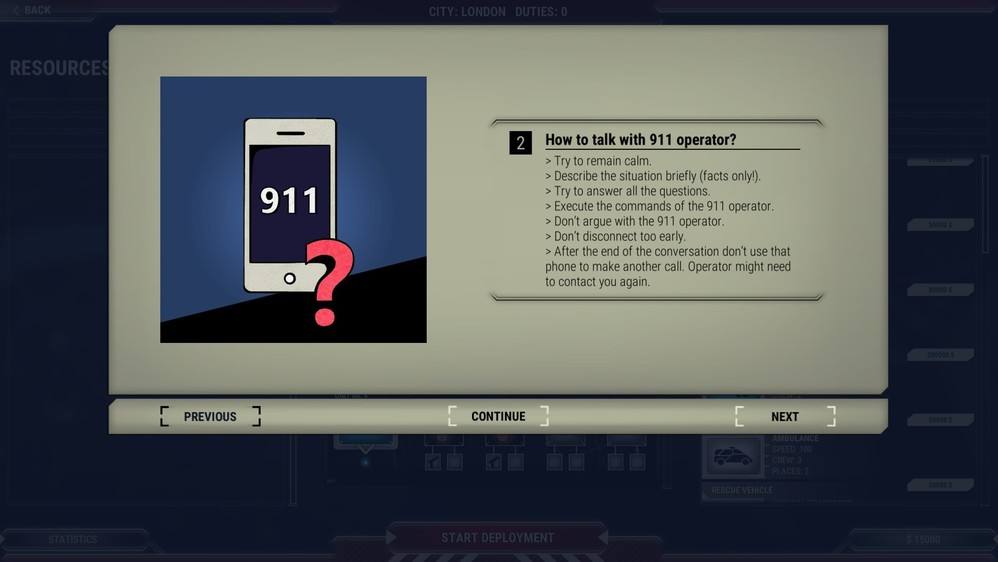 BACK
CITY: LONDON DUTIES: 0
RESOURCES
911
2 How to talk with 911 operator?
> Try to remain calm.
> Describe the situation briefly (facts only!).
> Try to answer all the questions.
> Execute the commands of the 911 operator.
> Don't argue with the 911 operator.
> Don't disconnect too early.
> After the end of the conversation don't use that
phone to make another call. Operator might need
to contact you again.
PREVIOUS
CONTINUE
NEXT
AMBULANCE
SPEED: 160
CREW: 3
PLACES: 2
RESCUE VEHICLE
STATISTICS
START DEPLOYMENT
$ 15000